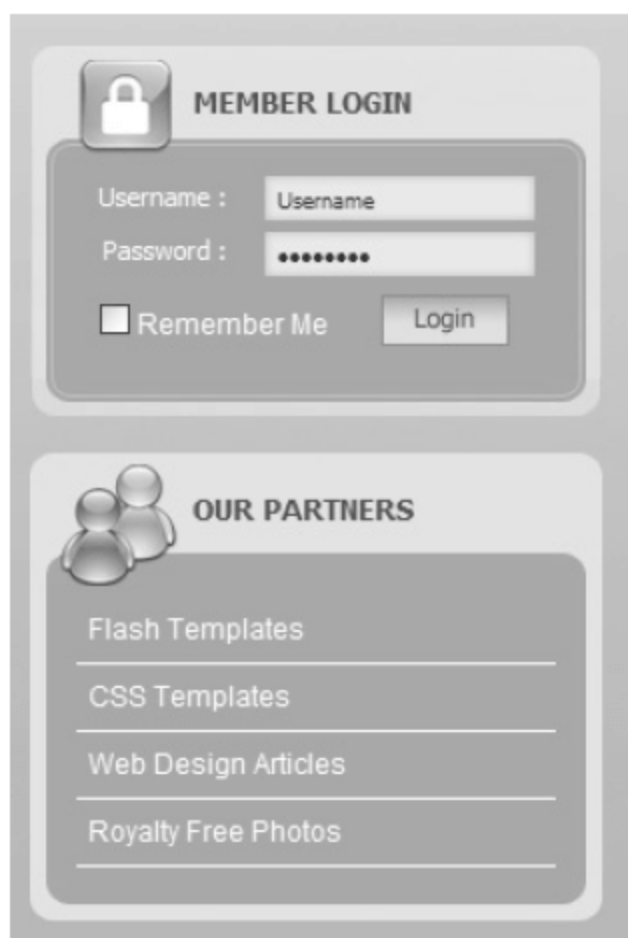 MEMBER LOGIN
Username : Username
Password : ••••••••
Remember Me Login
OUR PARTNERS
Flash Templates
CSS Templates
Web Design Articles
Royalty Free Photos